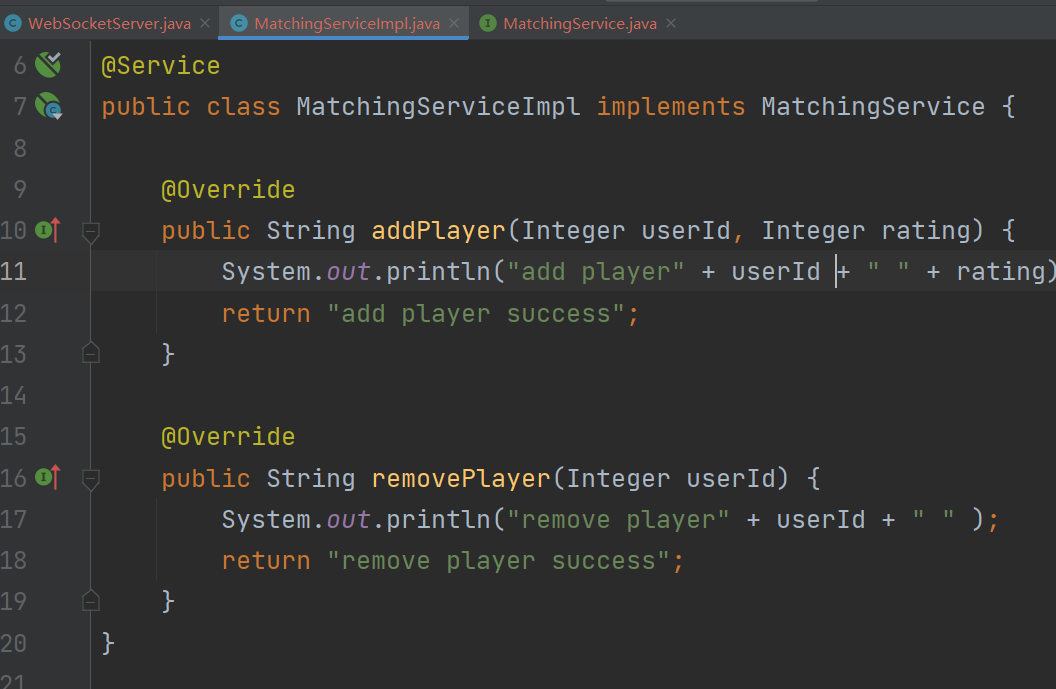 WebSocketServer.java MatchingServiceImpl.java MatchingService.java
6 @Service
7 public class MatchingServiceImpl implements MatchingService {
8
9 @Override
10 public String addPlayer(Integer userId, Integer rating) {
11 System.out.println("add player" + userId + " " + rating)
12 return "add player success";
13 }
14
15 @Override
16 public String removePlayer(Integer userId) {
17 System.out.println("remove player" + userId + " " );
18 return "remove player success";
19 }
20 }
21